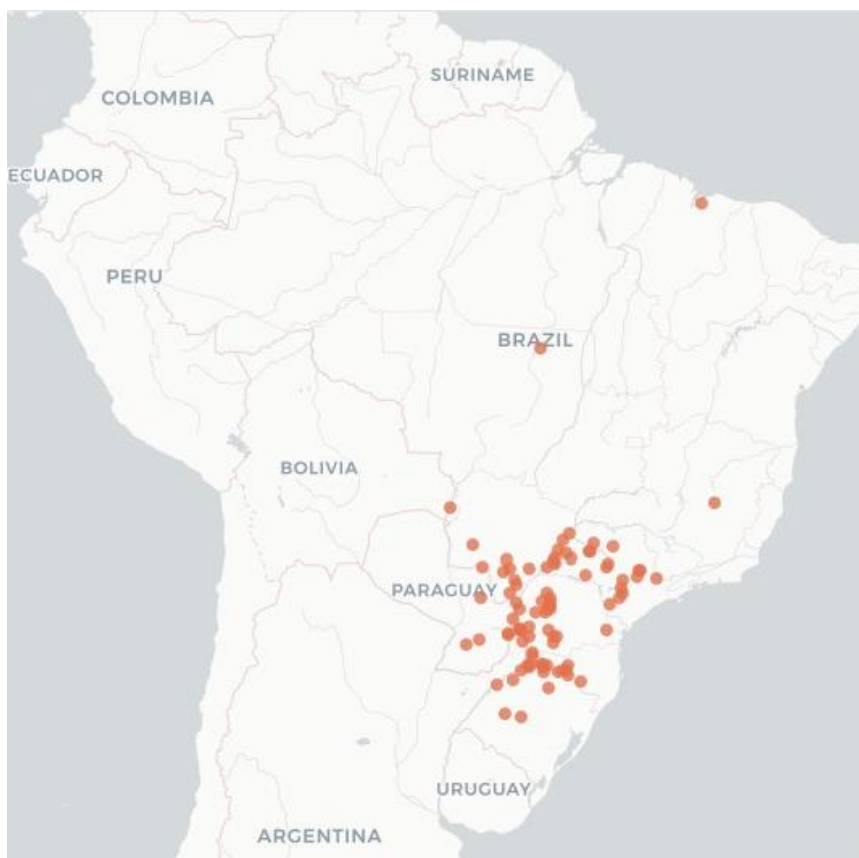 SURINAME
COLOMBIA
ECUADOR
PERU
BRAZIL
BOLIVIA
PARAGUAY
URUGUAY
ARGENTINA